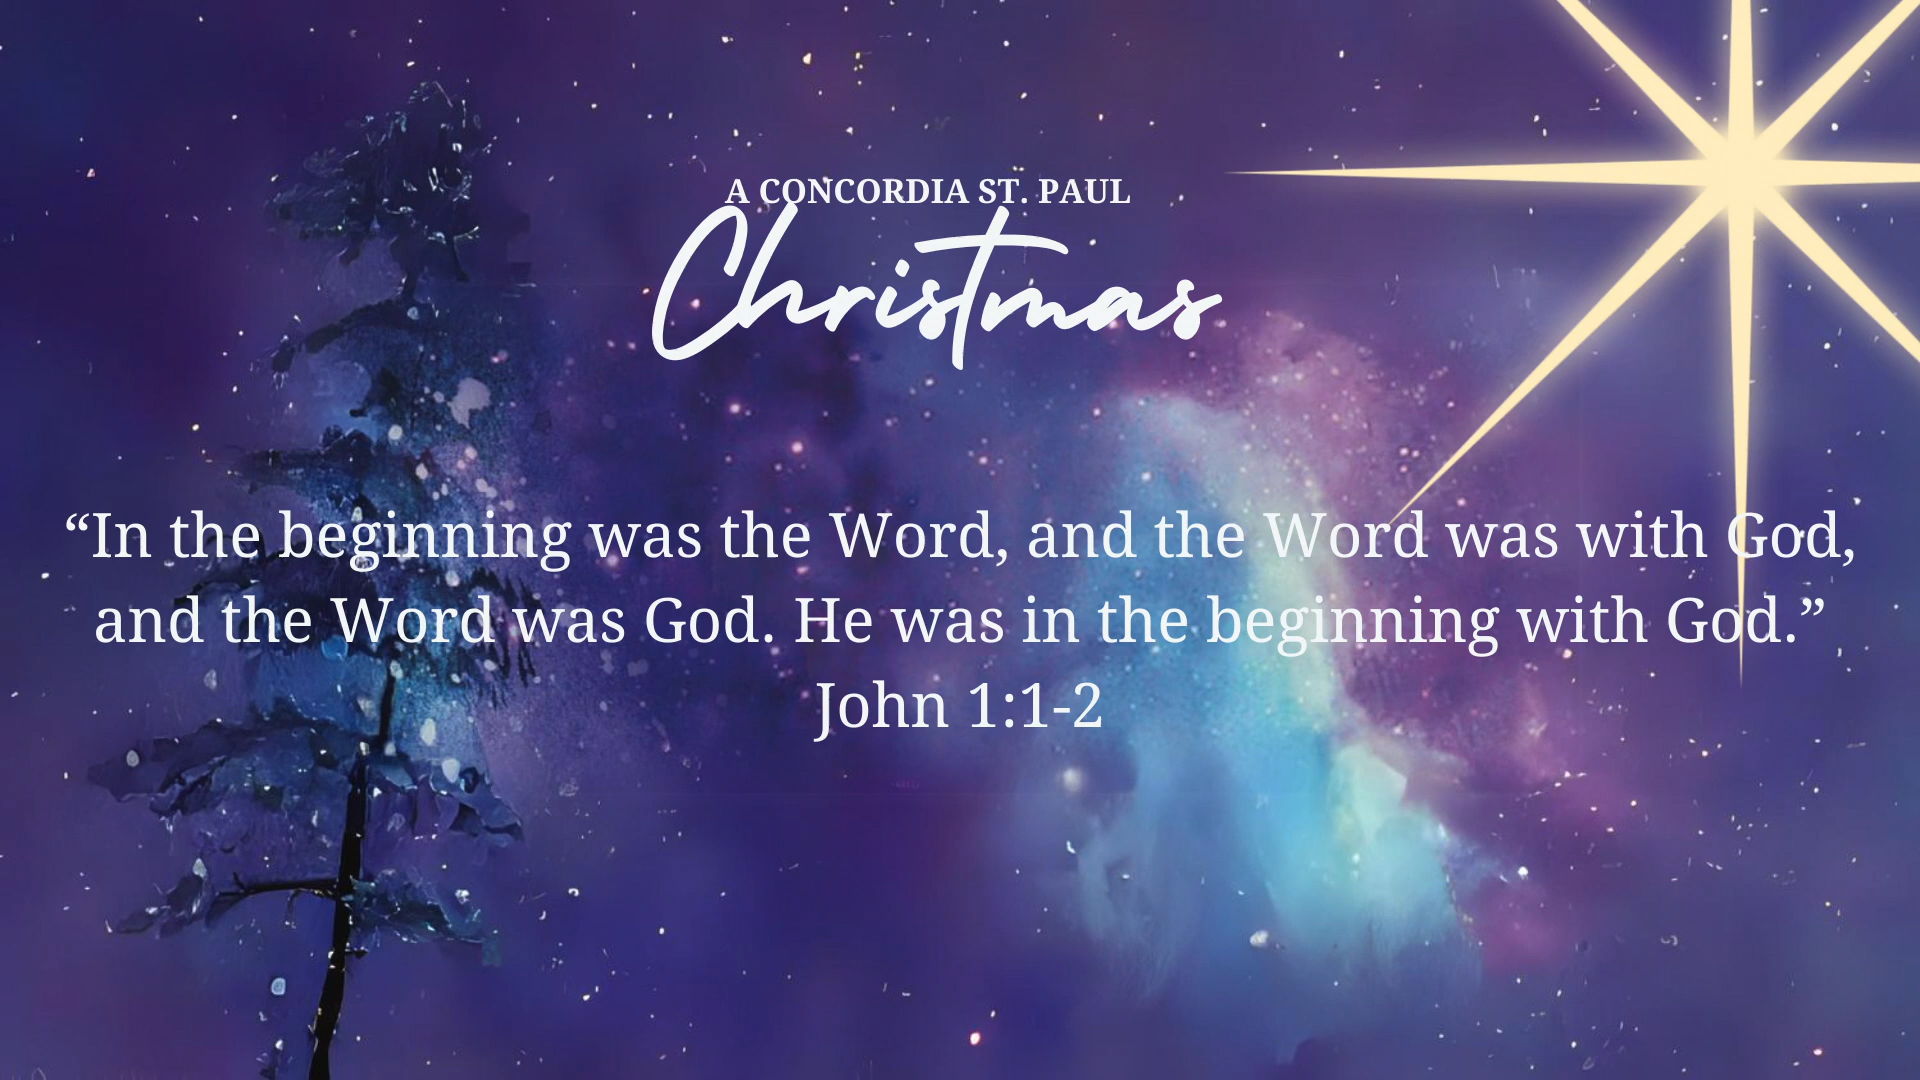 A CONCORDIA ST. PAUL
Christmas
“In the beginning was the Word, and the Word was with God,
and the Word was God. He was in the beginning with God.”
John 1:1-2